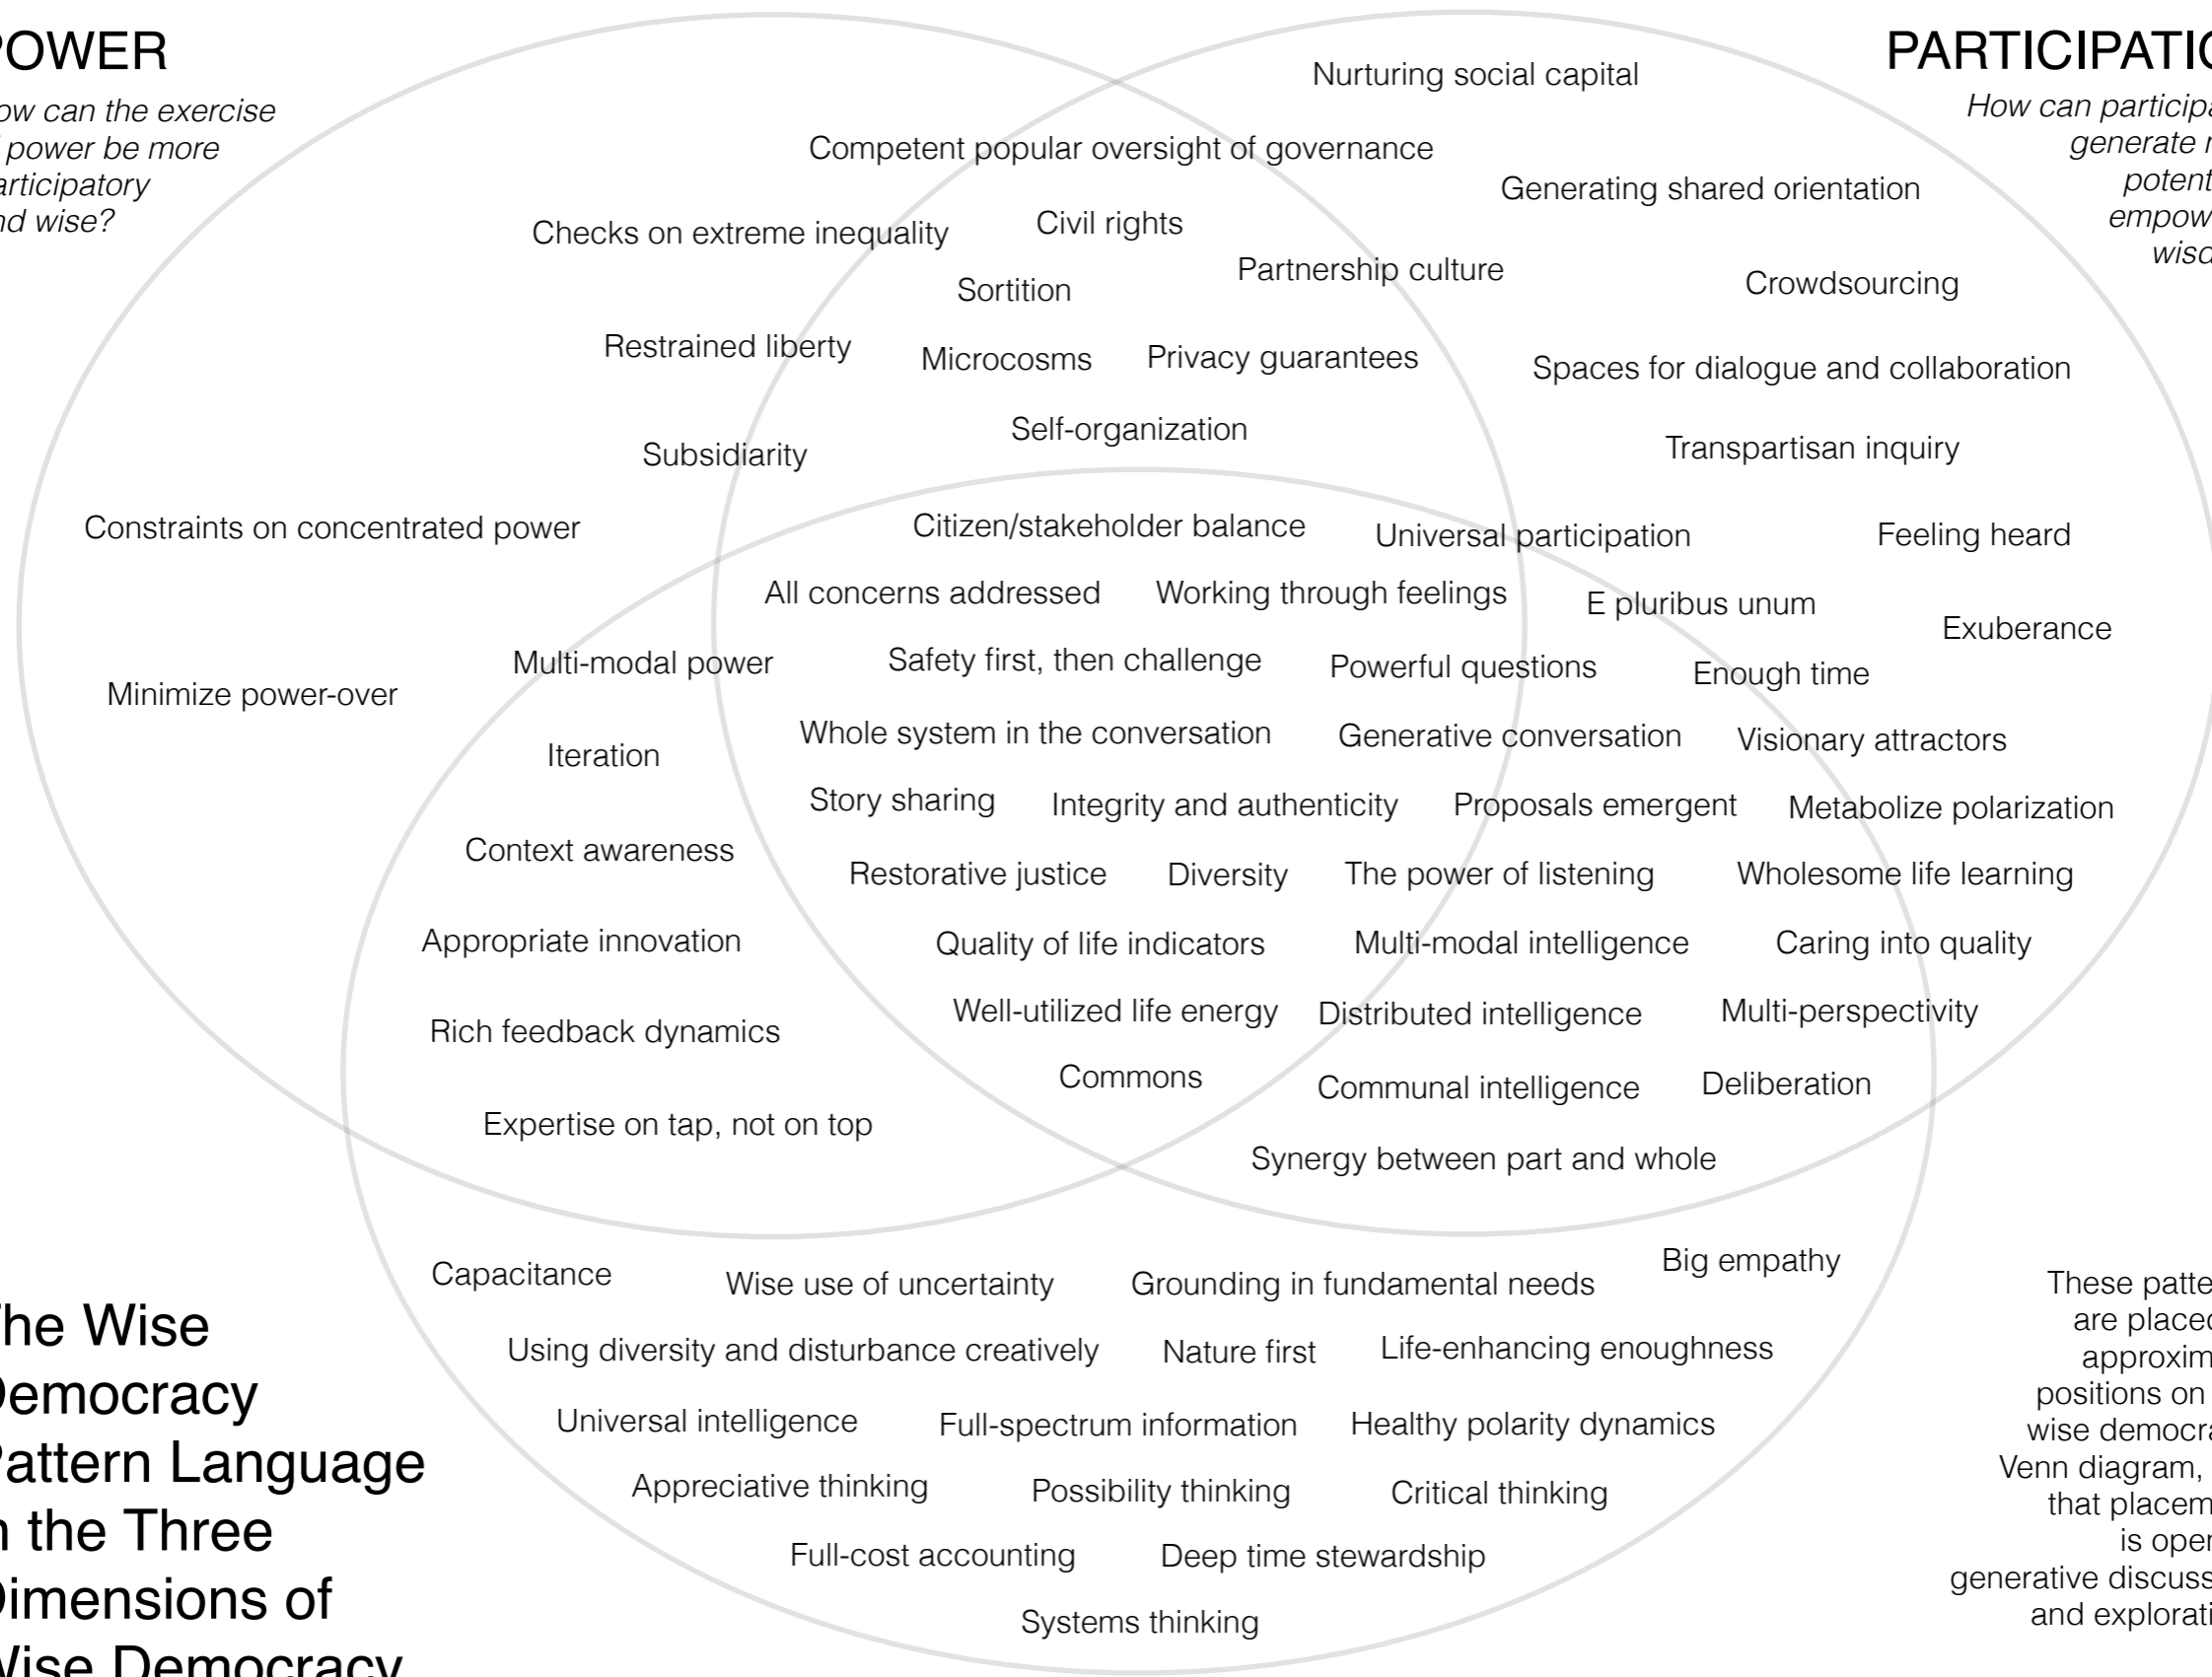 POWER
ow can the exercise
power be more
articipatory
nd wise?
PARTICIPATIO
How can participa
generate
potent
empow
wisd
Nurturing social capital
Competent popular oversight of governance
Generating shared orientation
Checks on extreme inequality
Civil rights
Partnership culture
Crowdsourcing
Sortition
Restrained liberty
Microcosms
Privacy guarantees
Spaces for dialogue and collaboration
Self-organization
Subsidiarity
Transpartisan inquiry
Constraints on concentrated power
Citizen/stakeholder balance
Universal participation
Feeling heard
All concerns addressed
Working through feelings
E pluribus unum
Exuberance
Multi-modal power
Safety first, then challenge
Powerful questions
Enough time
Minimize power-over
Whole system in the conversation
Generative conversation
Visionary attractors
Iteration
Story sharing
Integrity and authenticity
Proposals emergent
Metabolize polarization
Context awareness
Restorative justice
Diversity
The power of listening
Wholesome life learning
Appropriate innovation
Quality of life indicators
Multi-modal intelligence
Caring into quality
Rich feedback dynamics
Well-utilized life energy
Distributed intelligence
Multi-perspectivity
Commons
Communal intelligence
Deliberation
Expertise on tap, not on top
Synergy between part and whole
Capacitance
Wise use of uncertainty
Grounding in fundamental needs
Big empathy
Using diversity and disturbance creatively
Nature first
Life-enhancing enoughness
Universal intelligence
Full-spectrum information
Healthy polarity dynamics
Appreciative thinking
Possibility thinking
Critical thinking
Full-cost accounting
Deep time stewardship
Systems thinking
The Wise
Democracy
Pattern Language
n the Three
Dimensions of
Wise Democracy
These patte
are placed
approxim
positions on
wise democra
Venn diagram,
that placem
is open
generative discuss
and explorati